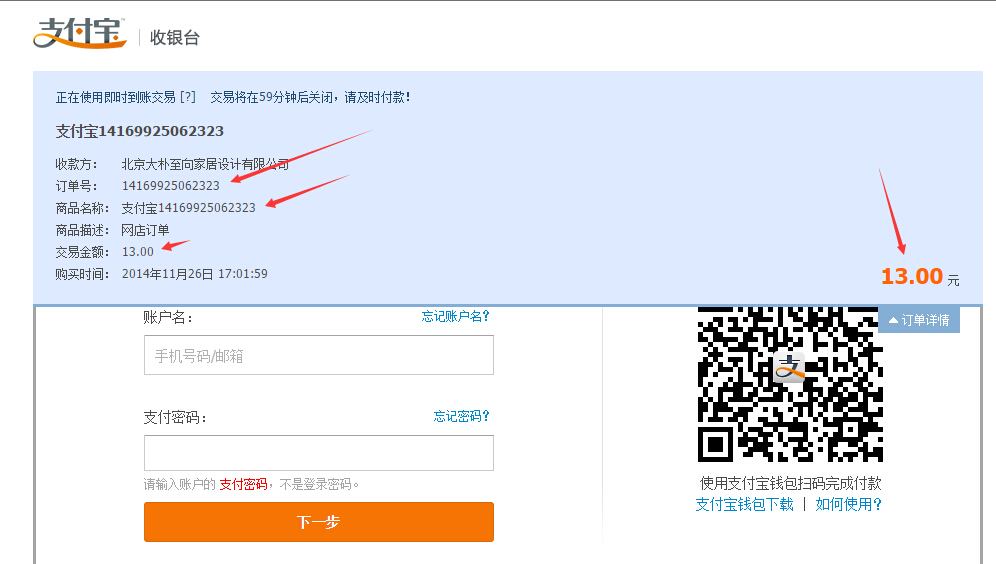 支付宝™ 收银台
正在使用即时到账交易 [?] 交易将在59分钟后关闭，请及时付款！
支付宝14169925062323
收款方： 北京大朴至向家居设计有限公司
订单号： 14169925062323
商品名称： 支付宝14169925062323
商品描述： 网店订单
交易金额： 13.00
购买时间： 2014年11月26日 17:01:59
13.00 元
订单详情
账户名： 忘记账户名？
手机号码/邮箱
支付密码： 忘记密码？
请输入账户的 支付密码，不是登录密码。
下一步
支
使用支付宝钱包扫码完成付款
支付宝钱包下载 | 如何使用？